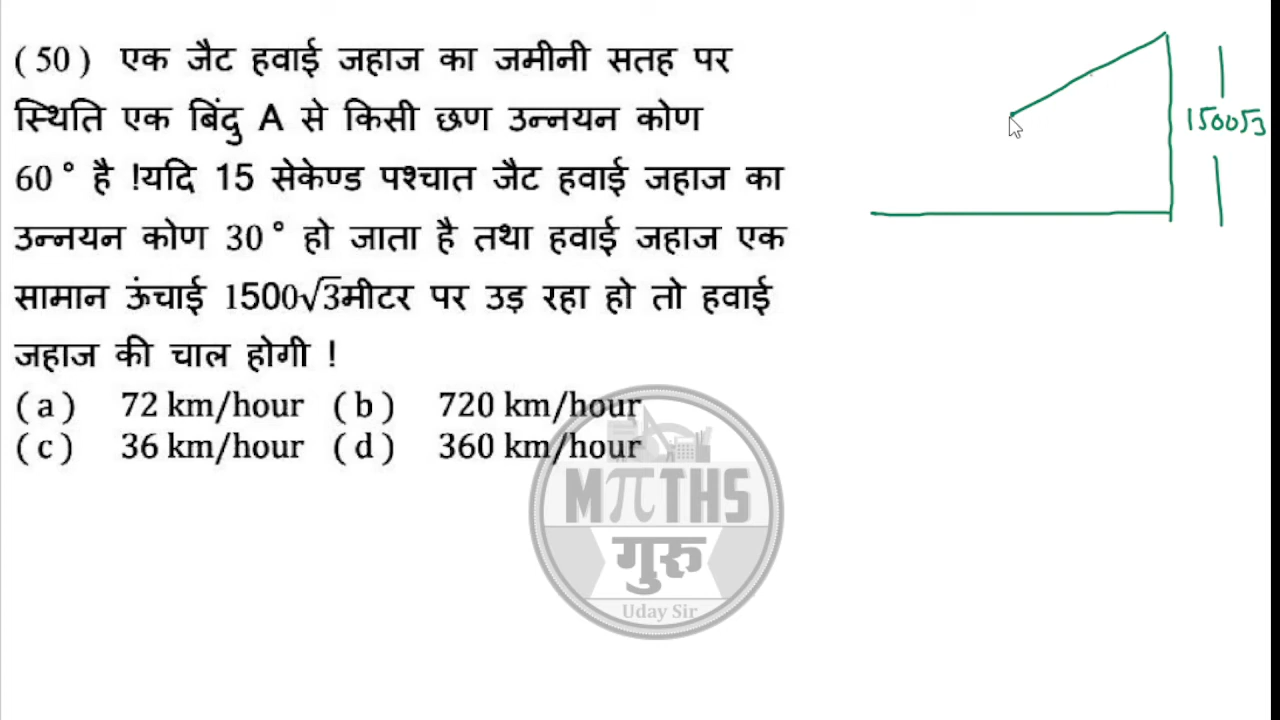 (50) एक जैट हवाई जहाज का जमीनी सतह पर
स्थिति एक बिंदु A से किसी छण उन्नयन कोण
60° है !यदि 15 सेकेण्ड पश्चात जैट हवाई जहाज का
उन्नयन कोण 30° हो जाता है तथा हवाई जहाज एक
सामान ऊंचाई 1500√3मीटर पर उड़ रहा हो तो हवाई
जहाज की चाल होगी !
(a) 72 km/hour (b) 720 km/hour
(c) 36 km/hour (d) 360 km/hour
1500√3
MπTHS
गुरु
Uday Sir